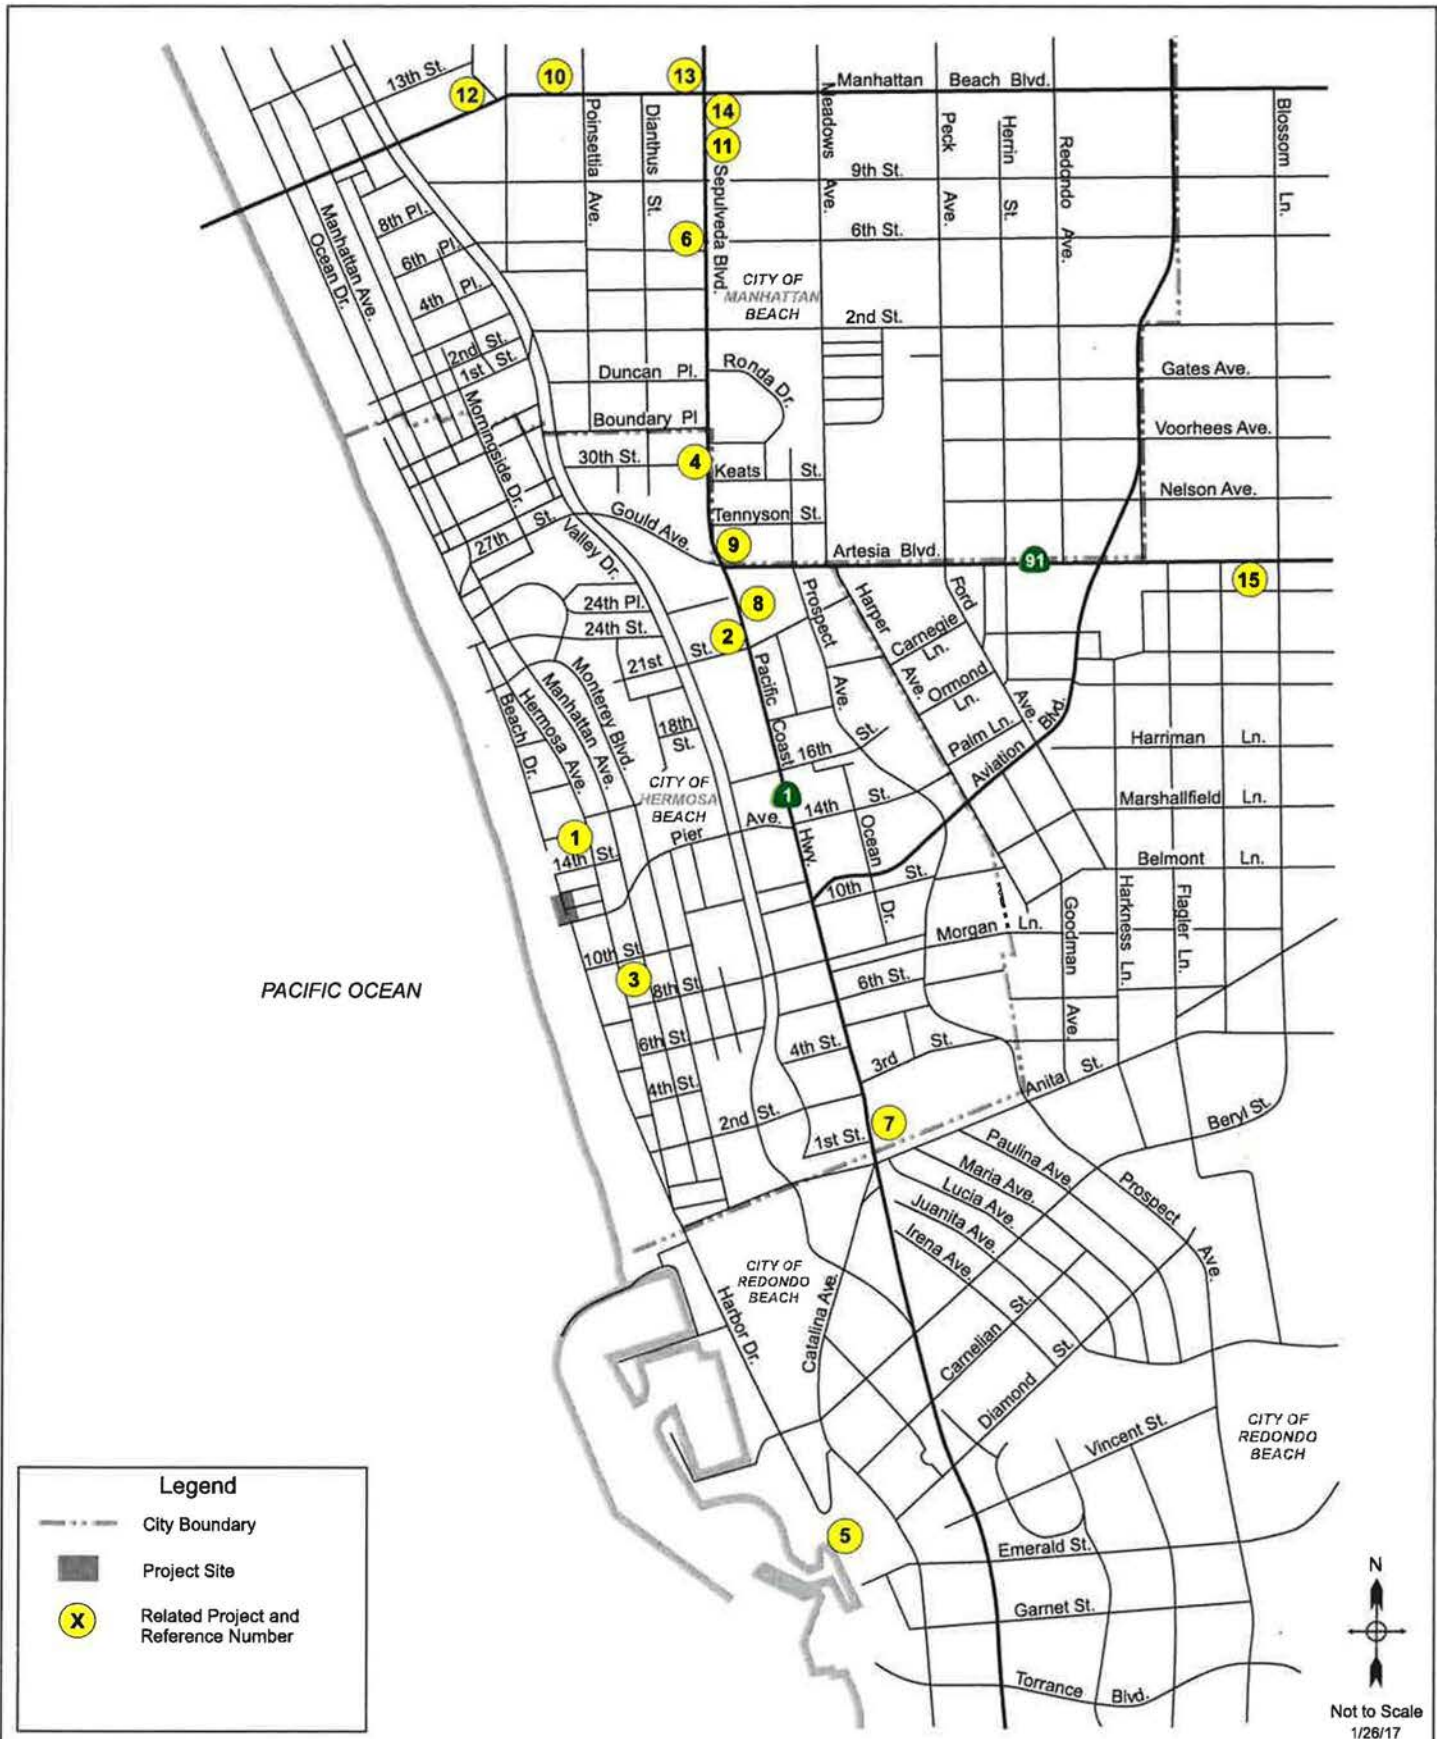 13th St.
12
10
13
Manhattan Beach Blvd.
14
11
Poinsettia Ave.
Dianthus St.
Sepulveda Blvd.
Meadows Ave.
Peck Ave.
Herrin St.
Redondo Ave.
Blossom Ln.
9th St.
8th Pl.
6th St.
6
6th Pl.
4th Pl.
Manhattan Ave.
Ocean Dr.
CITY OF
MANHATTAN
BEACH
2nd St.
2nd St.
1st St.
Duncan Pl.
Ronda Dr.
Gates Ave.
Boundary Pl
Voorhees Ave.
Morningside Dr.
30th St.
4
Keats St.
Nelson Ave.
Gould Ave.
Tennyson St.
27th St.
Valley Dr.
9
Artesia Blvd.
91
15
24th Pl.
8
24th St.
2
21st St.
Prospect Ave.
Harper Ave.
Ford Ave.
Carnegie Ln.
Ormond Ln.
Palm Ln.
Aviation Blvd.
Monterey Blvd.
Manhattan Ave.
Hermosa Ave.
Beach Dr.
Pacific Coast Hwy.
18th St.
16th St.
Harriman Ln.
CITY OF
HERMOSA
BEACH
1
14th St.
Marshallfield Ln.
1
14th St.
Pier Ave.
Ocean Dr.
Belmont Ln.
10th St.
Goodman Ave.
Harkness Ln.
Flagler Ln.
Morgan Ln.
10th St.
3
8th St.
6th St.
PACIFIC OCEAN
6th St.
4th St.
3rd St.
4th St.
Anita St.
2nd St.
7
1st St.
Beryl St.
Paulina Ave.
Maria Ave.
Lucia Ave.
Juanita Ave.
Irena Ave.
Prospect Ave.
CITY OF
REDONDO
BEACH
Harbor Dr.
Catalina Ave.
Carnelian St.
Diamond St.
Vincent St.
CITY OF
REDONDO
BEACH
5
Emerald St.
Garnet St.
Torrance Blvd.
Legend
City Boundary
Project Site
X
Related Project and
Reference Number
N
Not to Scale
1/26/17